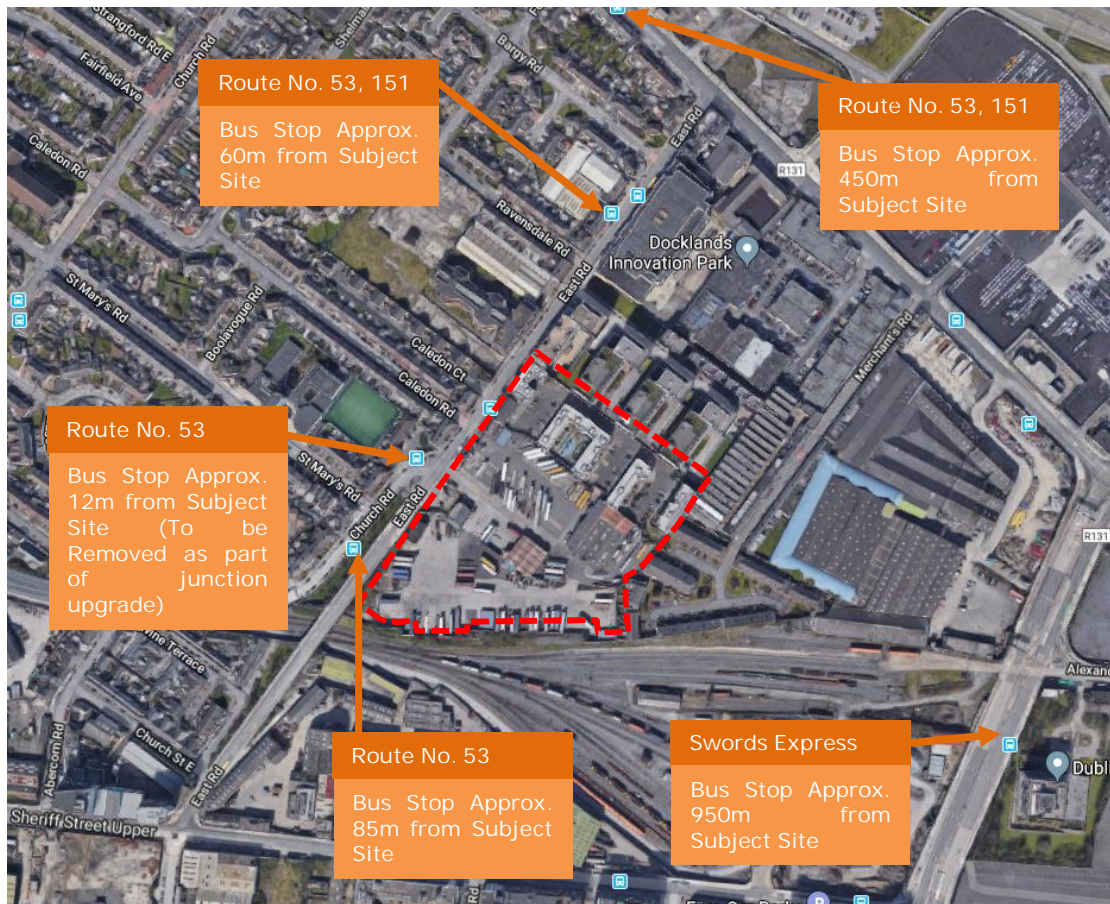 Strangford Rd E
Church Rd
Fairfield Ave
Bargy Rd
Route No. 53, 151
Bus Stop Approx.
60m from Subject
Site
Route No. 53, 151
Bus Stop Approx.
450m from
Subject Site
East Rd
R131
Caledon Rd
Ravensdale Rd
Docklands
Innovation Park
East Rd
St Mary's Rd
Boolavogue Rd
Merchant's Rd
Caledon Ct
Caledon Rd
Route No. 53
Bus Stop Approx.
12m from Subject
Site (To be
Removed as part
of junction
upgrade)
St Mary's Rd
Church Rd
East Rd
R131
Church St E
Abercorn Rd
East Rd
Sheriff Street Upper
Route No. 53
Bus Stop Approx.
85m from Subject
Site
Swords Express
Bus Stop Approx.
950m from
Subject Site